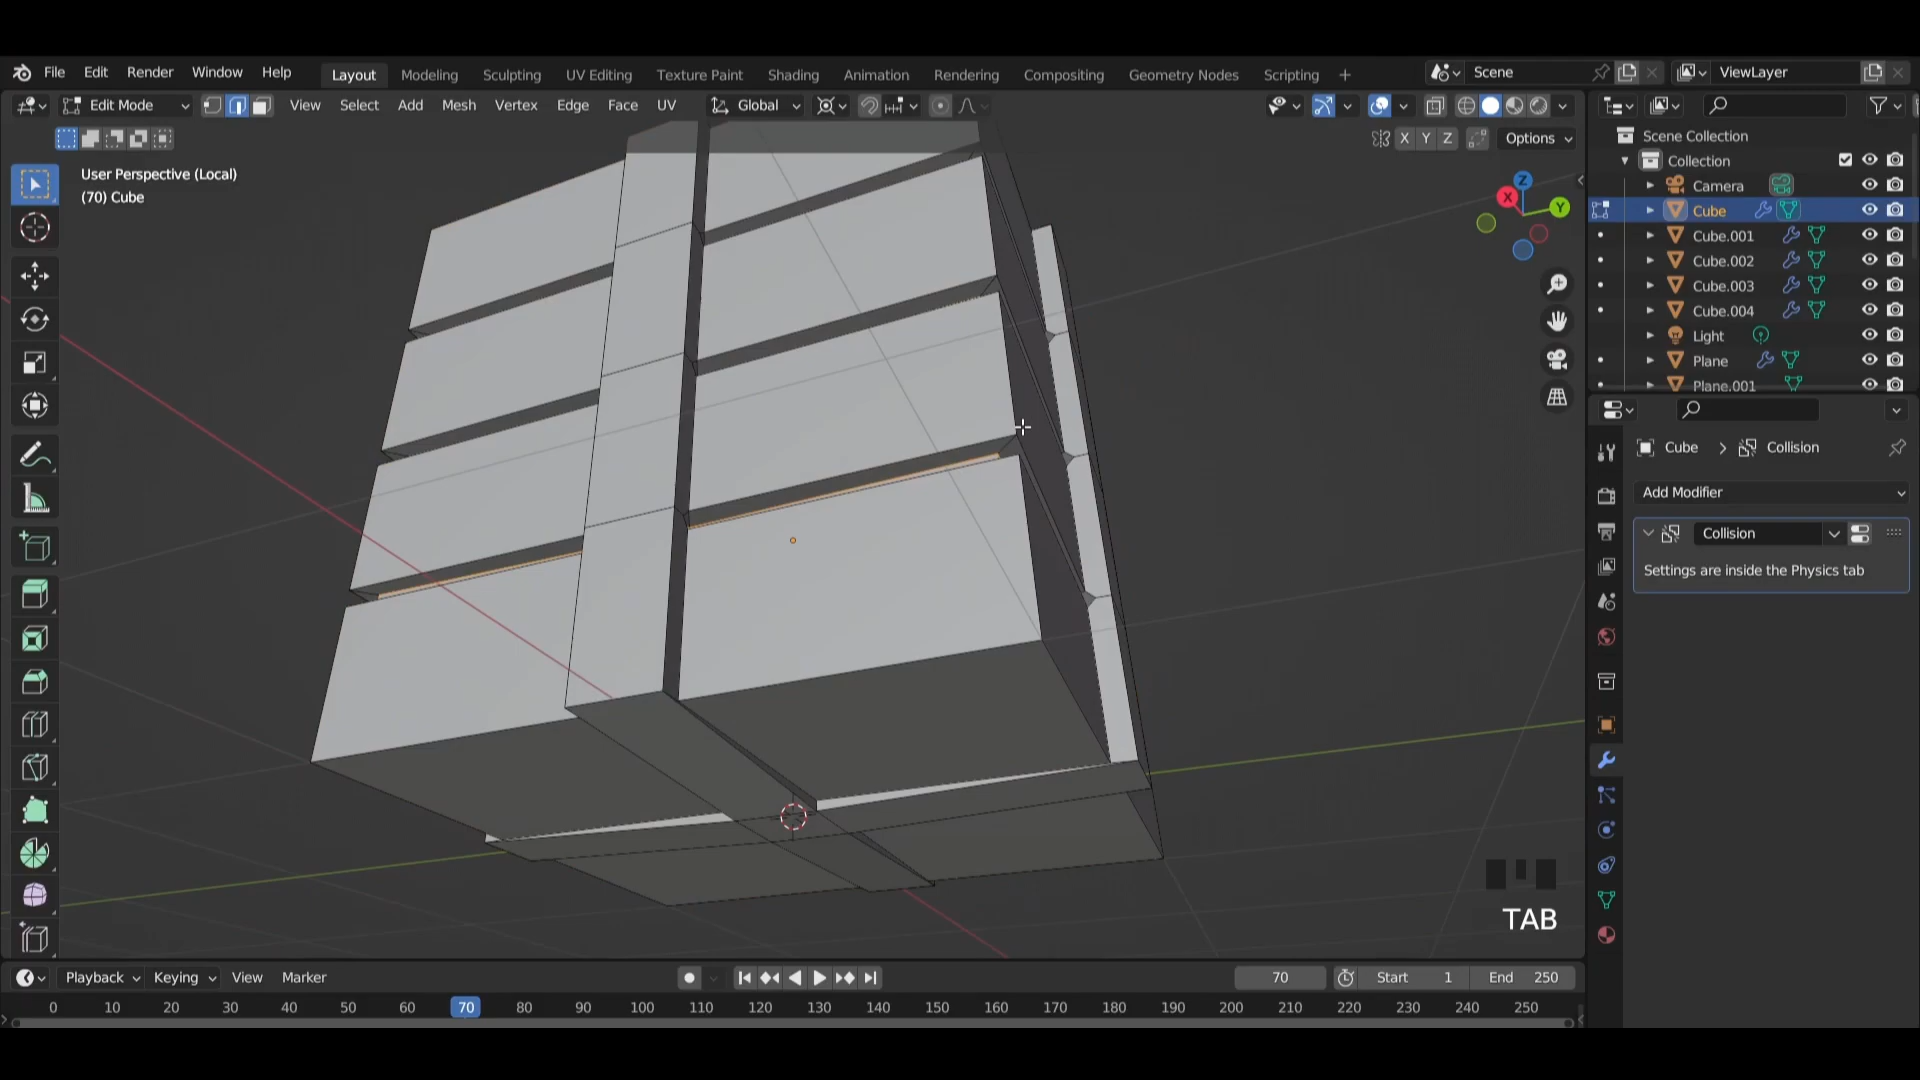 File Edit Render Window Help Layout Modeling Sculpting UV Editing Texture Paint Shading Animation Rendering Compositing Geometry Nodes Scripting + Scene ViewLayer
Edit Mode View Select Add Mesh Vertex Edge Face UV Global
X Y Z Options
User Perspective (Local)
(70) Cube
Z
X
Y
Scene Collection
Collection
Camera
Cube
Cube.001
Cube.002
Cube.003
Cube.004
Light
Plane
Plane.001
Cube > Collision
Add Modifier
Collision
Settings are inside the Physics tab
TAB
Playback Keying View Marker 70 Start 1 End 250
0 10 20 30 40 50 60 70 80 90 100 110 120 130 140 150 160 170 180 190 200 210 220 230 240 250